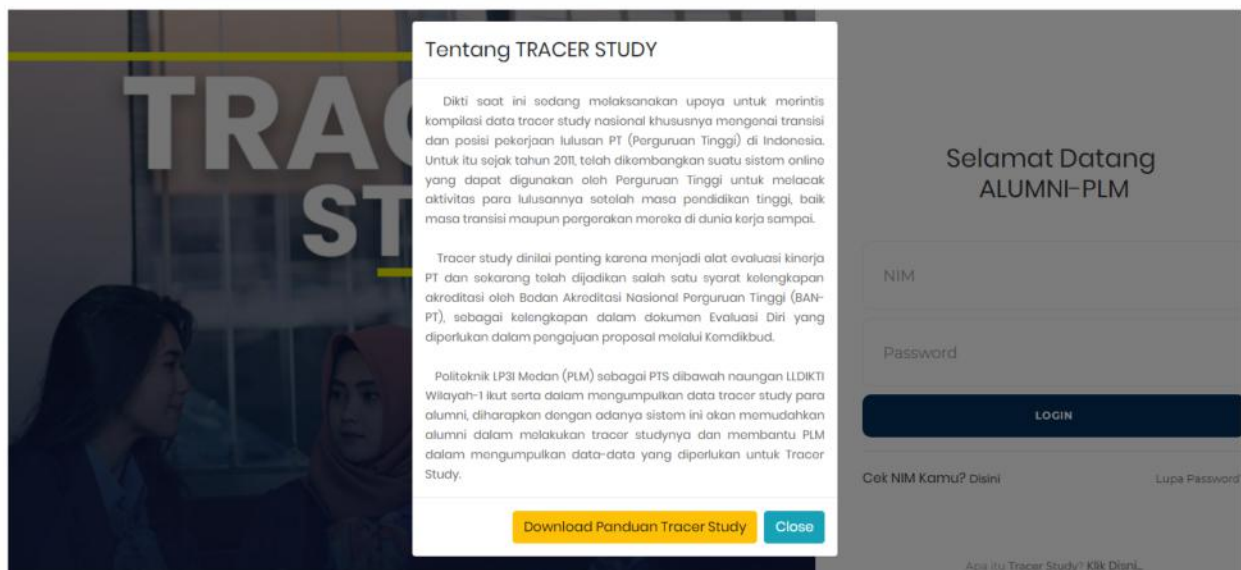 TRAC
ST
Tentang TRACER STUDY
Dikti saat ini sedang melaksanakan upaya untuk merintis
kompilasi data tracer study nasional khususnya mengenai transisi
dan posisi pekerjaan lulusan PT (Perguruan Tinggi) di Indonesia.
Untuk itu sejak tahun 2011, telah dikembangkan suatu sistem online
yang dapat digunakan oleh Perguruan Tinggi untuk melacak
aktivitas para lulusannya setelah masa pendidikan tinggi, baik
masa transisi maupun pergerakan mereka di dunia kerja sampai.
Tracer study dinilai penting karena menjadi alat evaluasi kinerja
PT dan sekarang telah dijadikan salah satu syarat kelengkapan
akreditasi oleh Badan Akreditasi Nasional Perguruan Tinggi (BAN-
PT), sebagai kelengkapan dalam dokumen Evaluasi Diri yang
diperlukan dalam pengajuan proposal melalui Kemdikbud.
Politeknik LP3I Medan (PLM) sebagai PTS dibawah naungan LLDIKTI
Wilayah-1 ikut serta dalam mengumpulkan data tracer study para
alumni, diharapkan dengan adanya sistem ini akan memudahkan
alumni dalam melakukan tracer studynya dan membantu PLM
dalam mengumpulkan data-data yang diperlukan untuk Tracer
Study.
Download Panduan Tracer Study
Close
Selamat Datang
ALUMNI-PLM
NIM
Password
LOGIN
Cek NIM Kamu? Disini
Lupa Password?
Apa itu Tracer Study? Klik Disni...